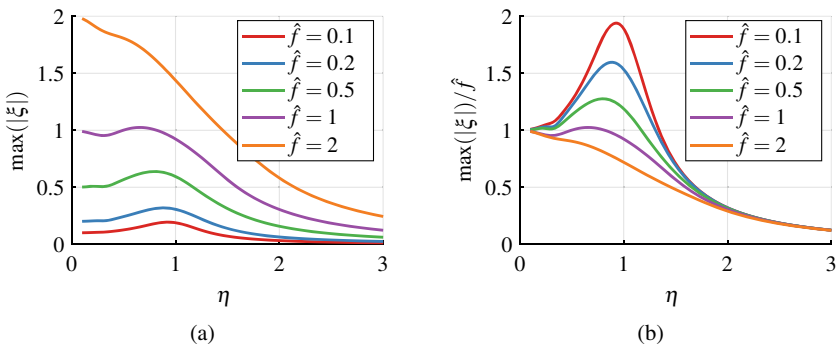 2
1.5
1
0.5
0
0
1
2
3
max(|ξ|)
η
f̂ = 0.1
f̂ = 0.2
f̂ = 0.5
f̂ = 1
f̂ = 2
(a)
2
1.5
1
0.5
0
0
1
2
3
max(|ξ|)/f̂
η
f̂ = 0.1
f̂ = 0.2
f̂ = 0.5
f̂ = 1
f̂ = 2
(b)